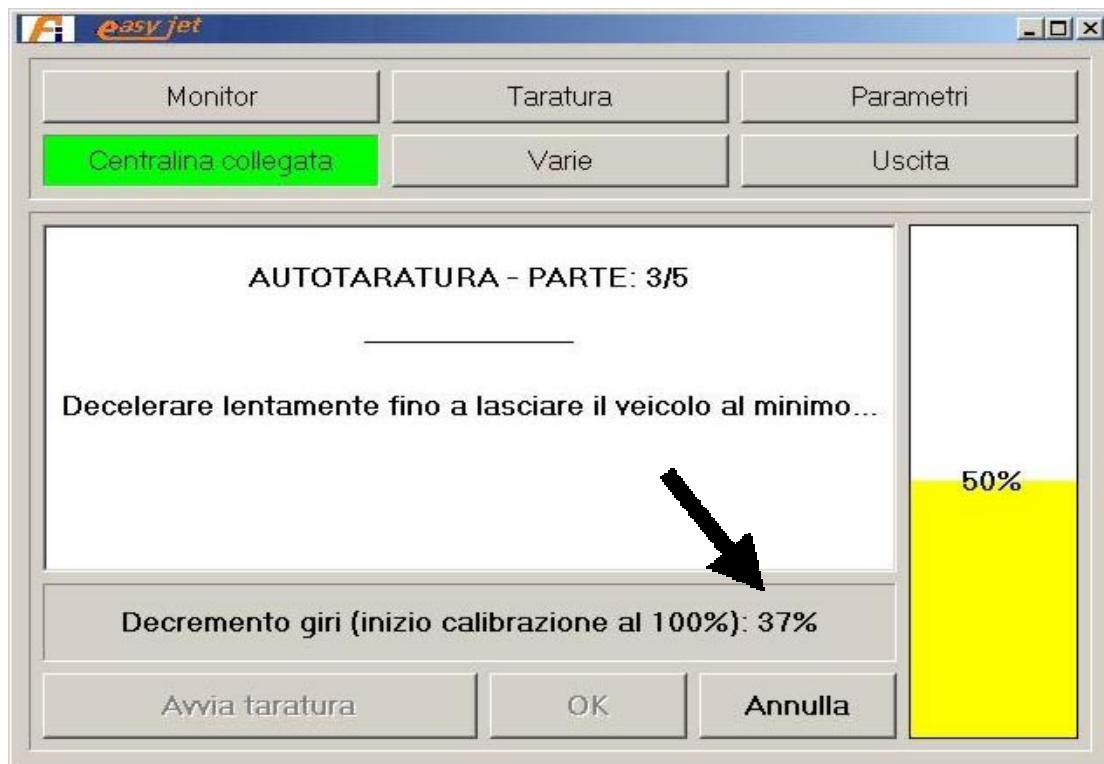 easy jet
Monitor
Taratura
Parametri
Centralina collegata
Varie
Uscita
AUTOTARATURA - PARTE: 3/5
Decelerare lentamente fino a lasciare il veicolo al minimo...
50%
Decremento giri (inizio calibrazione al 100%): 37%
Avvia taratura
OK
Annulla